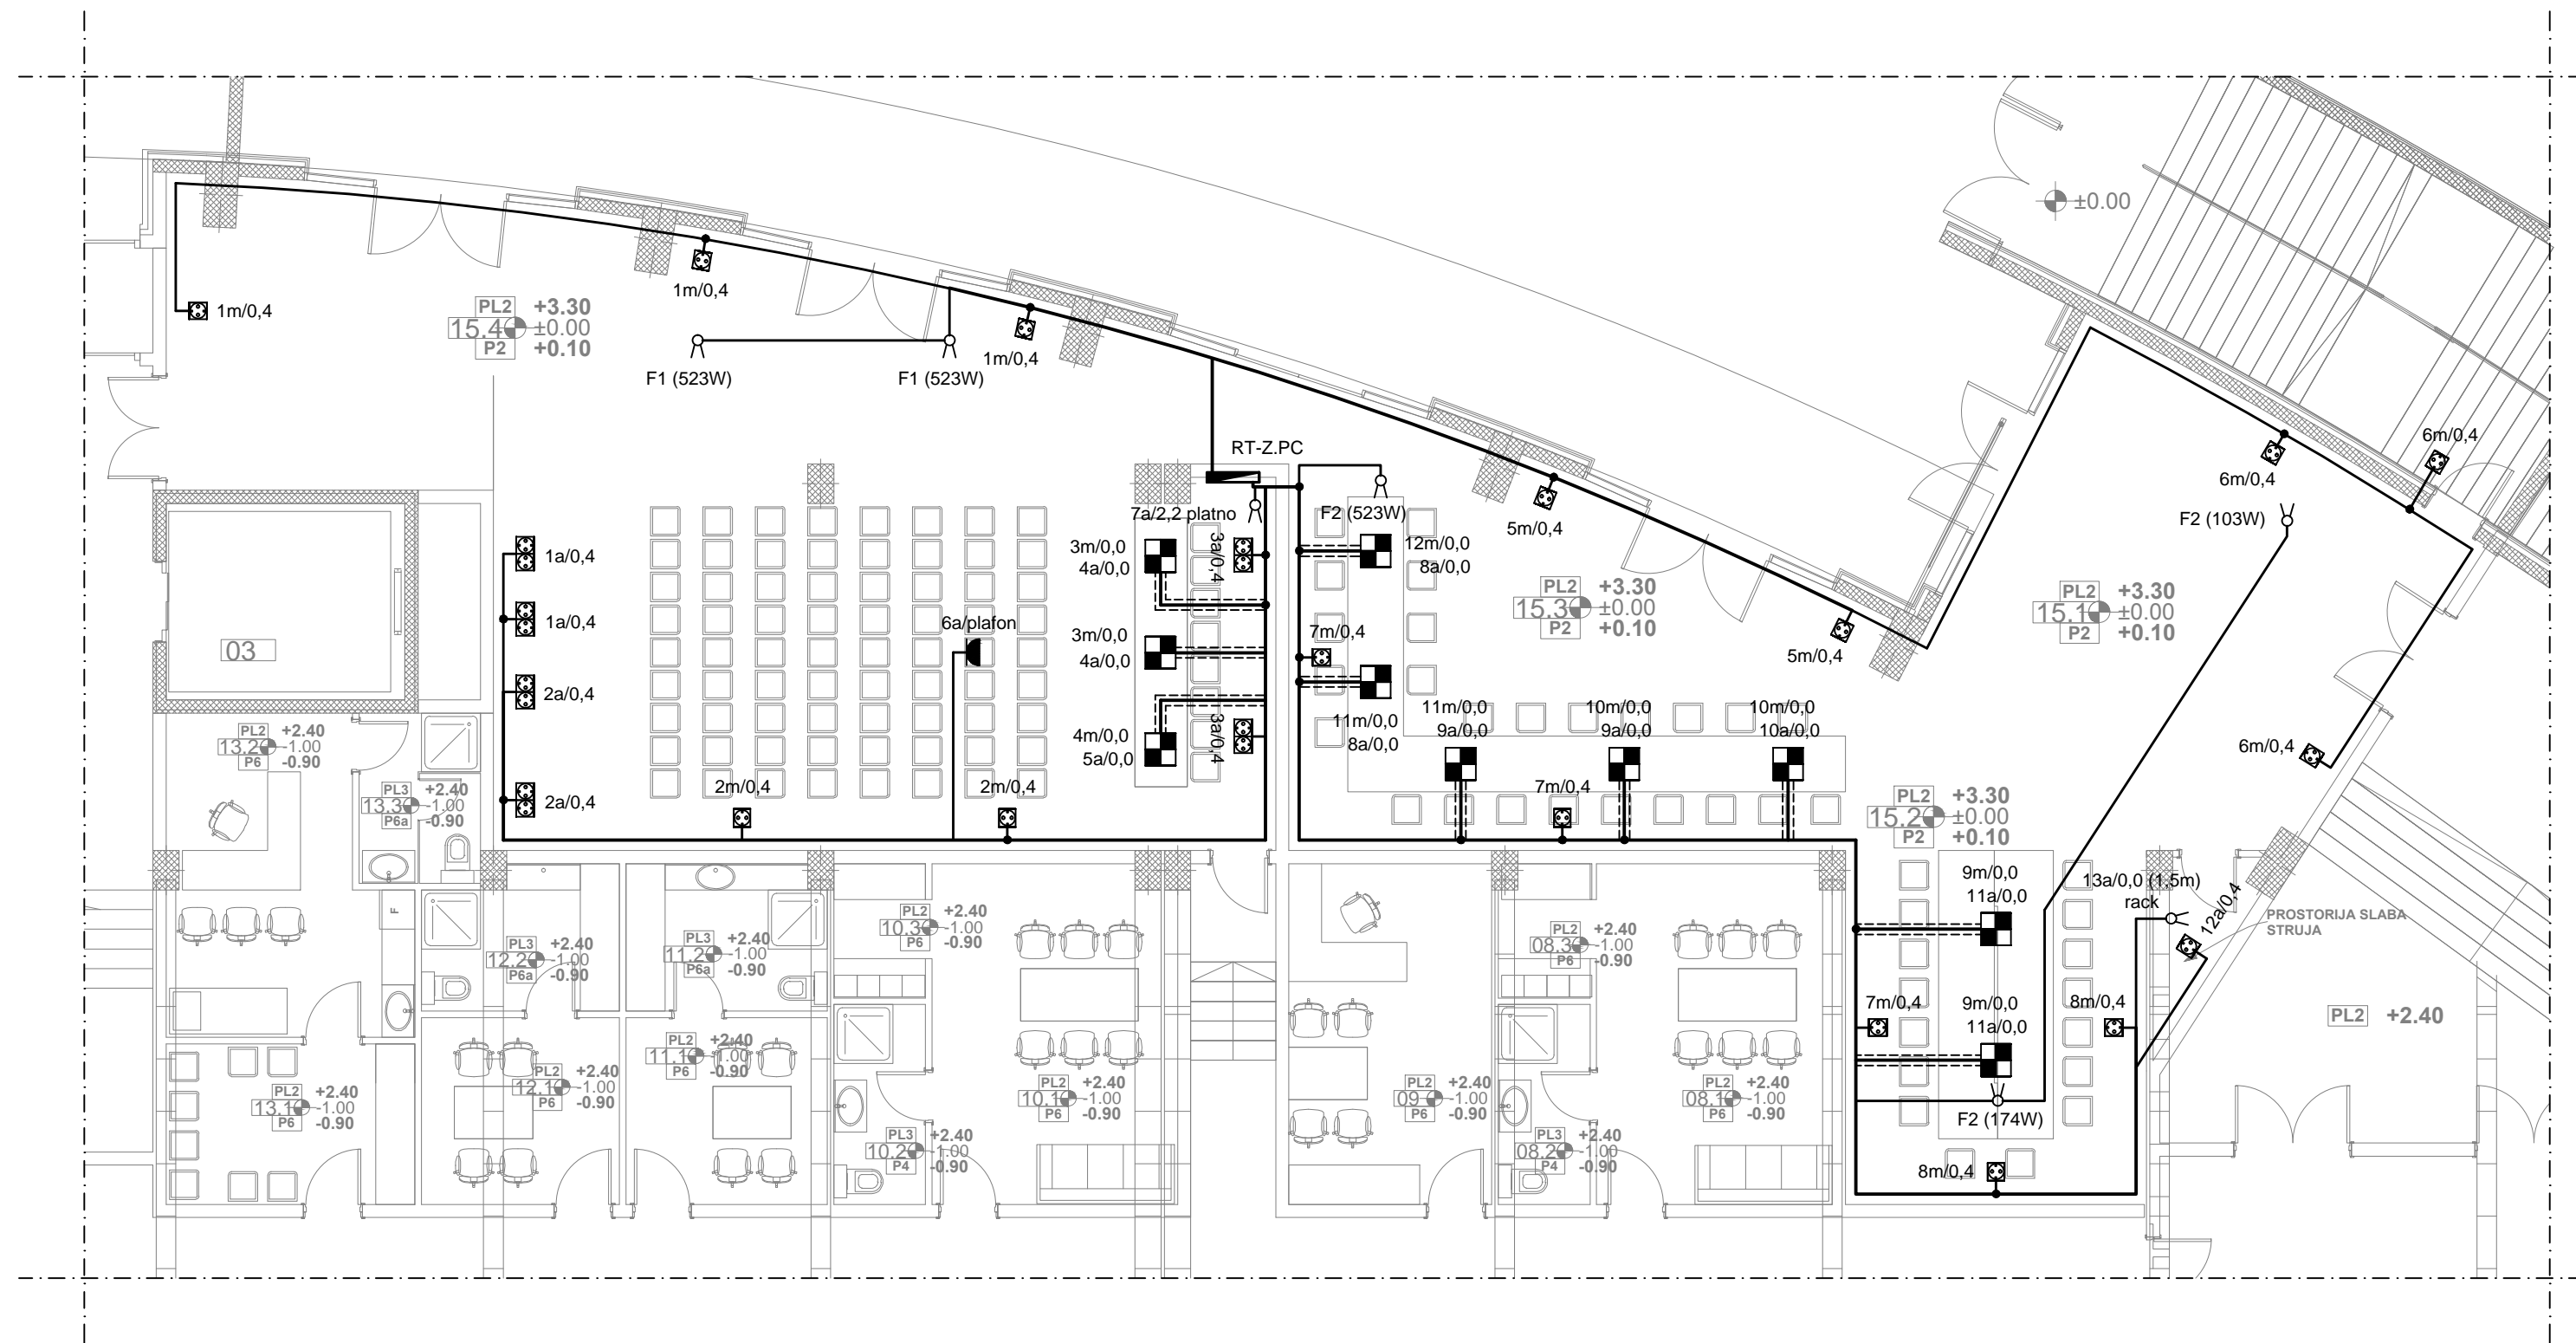 ±0.00
1m/0,4
1m/0,4
1m/0,4
PL2 +3.30
15.4 ±0.00
P2 +0.10
F1 (523W)
F1 (523W)
RT-Z.PC
7a/2,2 platno
F2 (523W)
5m/0,4
5m/0,4
6m/0,4
6m/0,4
F2 (103W)
1a/0,4
1a/0,4
2a/0,4
2a/0,4
3m/0,0
4a/0,0
3a/0,4
12m/0,0
8a/0,0
6a/plafon
3m/0,0
4a/0,0
7m/0,4
PL2 +3.30
15.3 ±0.00
P2 +0.10
PL2 +3.30
15.1 ±0.00
P2 +0.10
03
4m/0,0
5a/0,0
3a/0,4
11m/0,0
8a/0,0
11m/0,0
9a/0,0
10m/0,0
9a/0,0
10m/0,0
10a/0,0
6m/0,4
2m/0,4
2m/0,4
7m/0,4
PL2 +3.30
15.2 ±0.00
P2 +0.10
PL2 +2.40
13.2 -1.00
P6 -0.90
PL3 +2.40
13.3 -1.00
P6a -0.90
F
PL3 +2.40
12.2 -1.00
P6a -0.90
PL3 +2.40
11.2 -1.00
P6a -0.90
PL2 +2.40
10.3 -1.00
P6 -0.90
PL2 +2.40
08.3 -1.00
P6 -0.90
9m/0,0
11a/0,0
13a/0,0 (1,5m)
rack
12a/0,4
PROSTORIJA SLABA
STRUJA
7m/0,4
9m/0,0
11a/0,0
8m/0,4
PL2 +2.40
PL2 +2.40
13.1 -1.00
P6 -0.90
PL2 +2.40
12.1 -1.00
P6 -0.90
PL2 +2.40
11.1 -1.00
P6 -0.90
PL2 +2.40
10.1 -1.00
P6 -0.90
PL2 +2.40
09 -1.00
P6 -0.90
PL2 +2.40
08.1 -1.00
P6 -0.90
F2 (174W)
PL3 +2.40
10.2 -1.00
P4 -0.90
PL3 +2.40
08.2 -1.00
P4 -0.90
8m/0,4